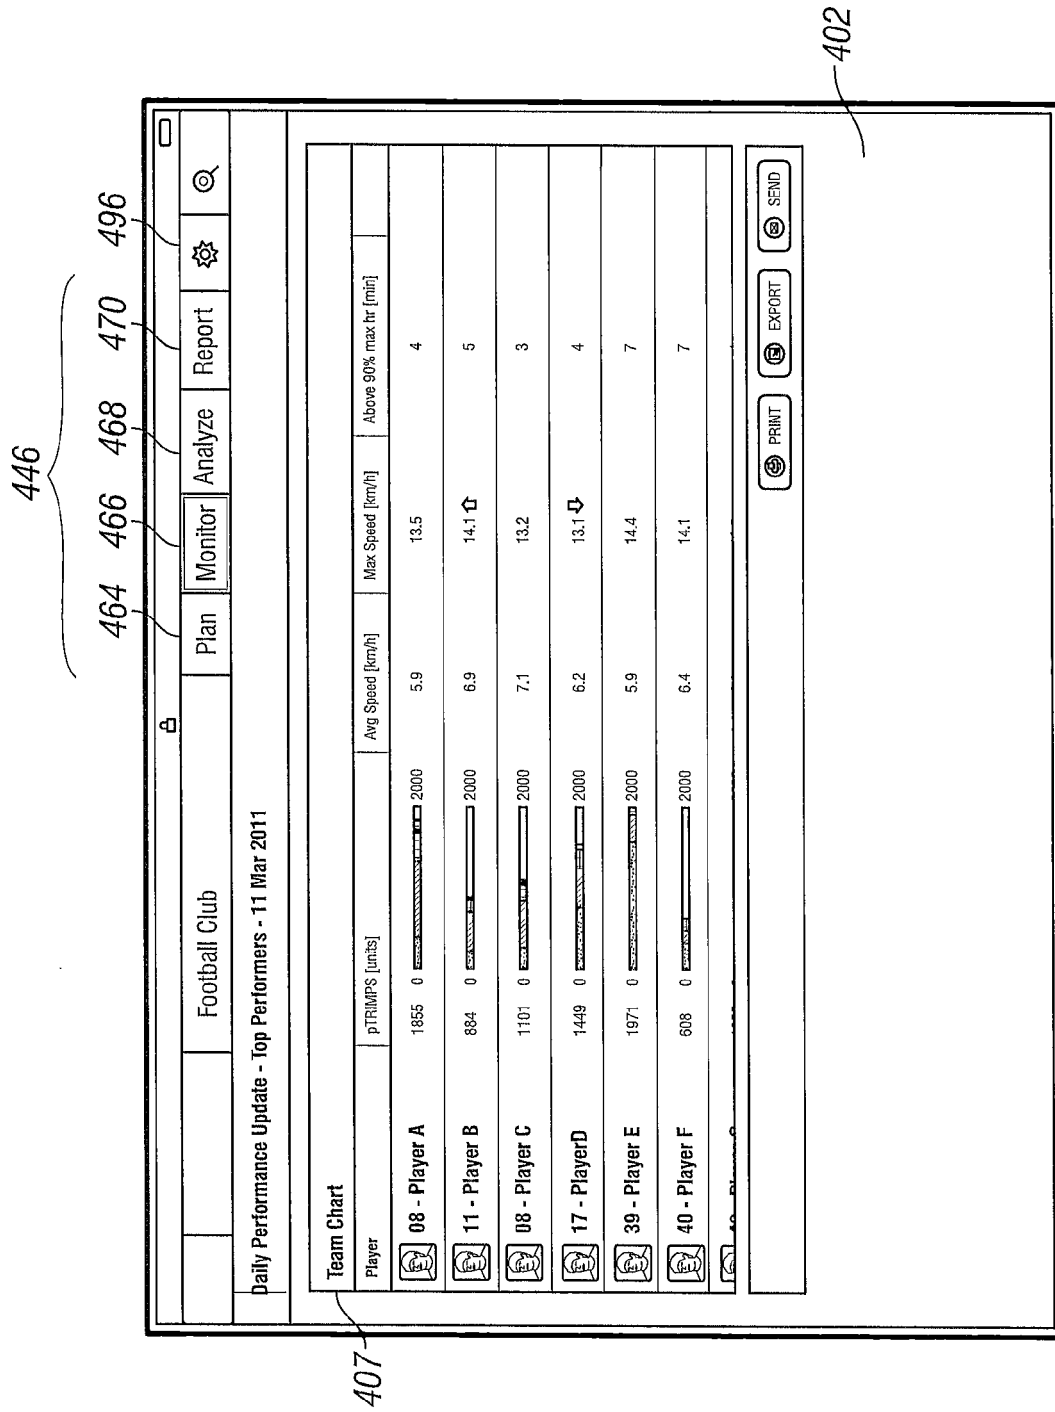 446
464 466 468 470 496
Football Club Plan Monitor Analyze Report
Daily Performance Update - Top Performers - 11 Mar 2011
407
Team Chart
Player pTRIMPS [units] Avg Speed [km/h] Max Speed [km/h] Above 90% max hr [min]
08 - Player A 1855 0 2000 5.9 13.5 4
11 - Player B 884 0 2000 6.9 14.1 5
08 - Player C 1101 0 2000 7.1 13.2 3
17 - PlayerD 1449 0 2000 6.2 13.1 4
39 - Player E 1971 0 2000 5.9 14.4 7
40 - Player F 608 0 2000 6.4 14.1 7
PRINT EXPORT SEND
402